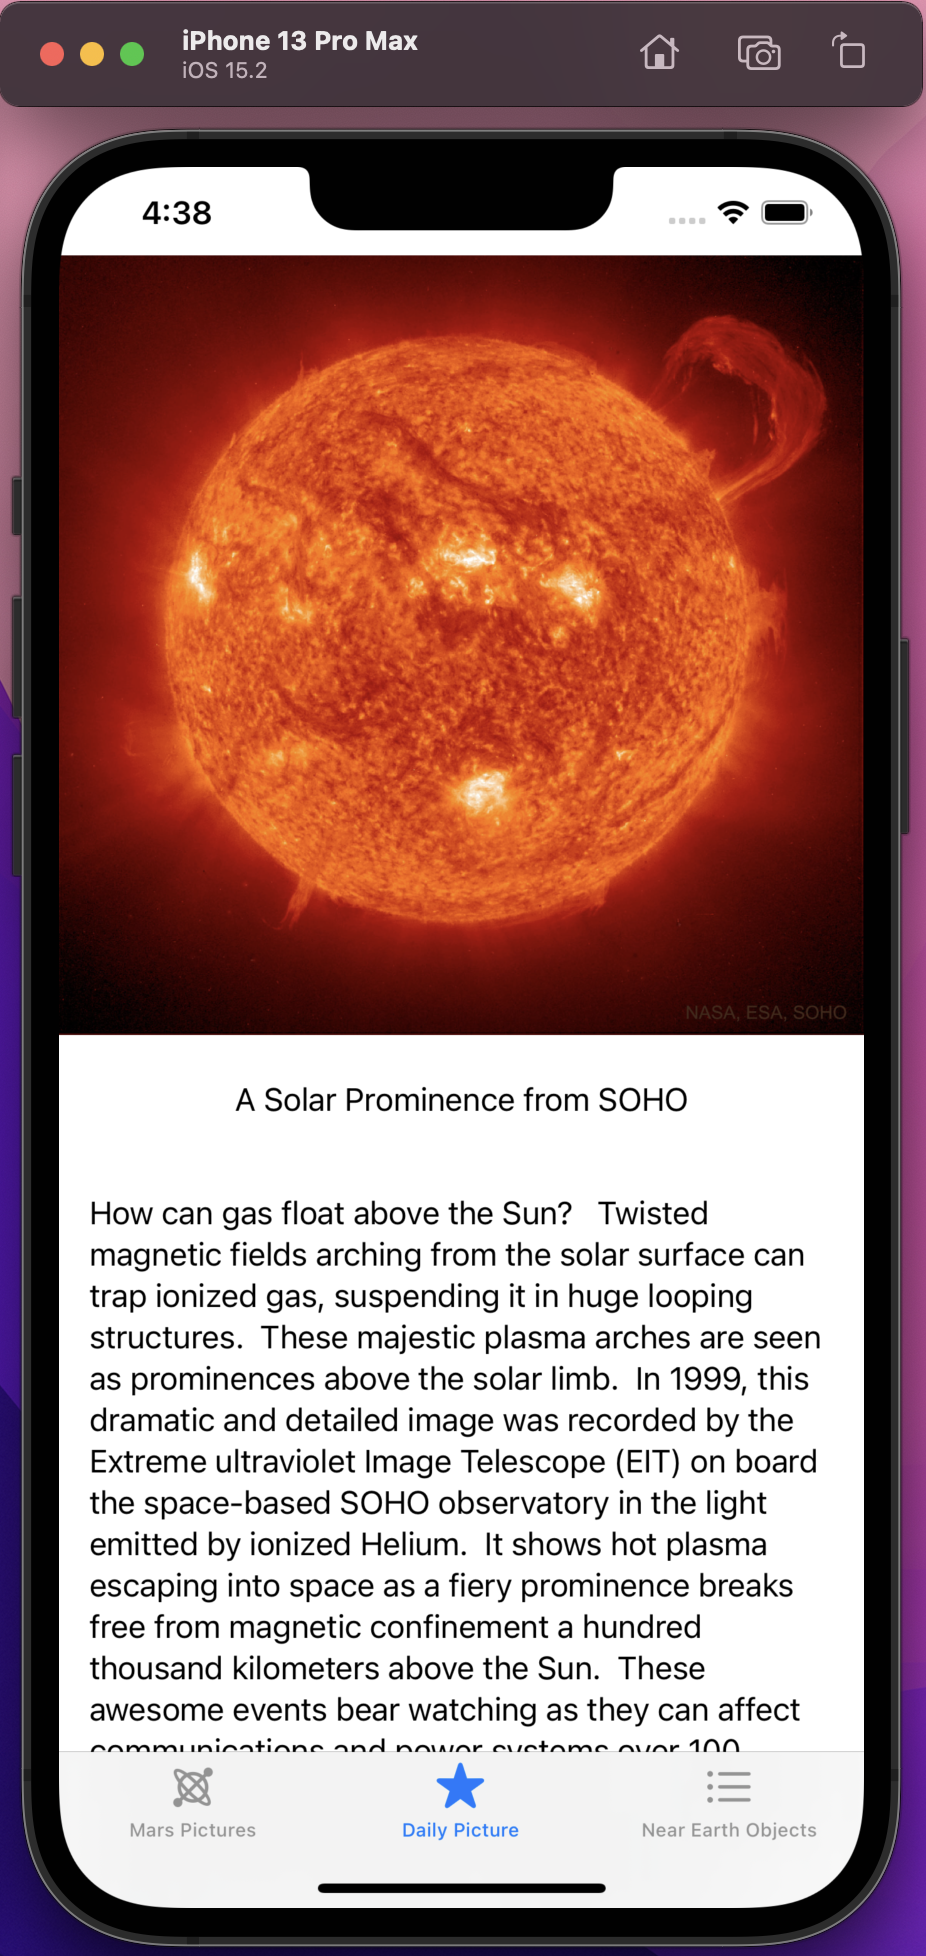 iPhone 13 Pro Max
iOS 15.2
4:38
NASA, ESA, SOHO
A Solar Prominence from SOHO
How can gas float above the Sun?   Twisted
magnetic fields arching from the solar surface can
trap ionized gas, suspending it in huge looping
structures.  These majestic plasma arches are seen
as prominences above the solar limb.  In 1999, this
dramatic and detailed image was recorded by the
Extreme ultraviolet Image Telescope (EIT) on board
the space-based SOHO observatory in the light
emitted by ionized Helium.  It shows hot plasma
escaping into space as a fiery prominence breaks
free from magnetic confinement a hundred
thousand kilometers above the Sun.  These
awesome events bear watching as they can affect
communications and power systems over 100
Mars Pictures
Daily Picture
Near Earth Objects